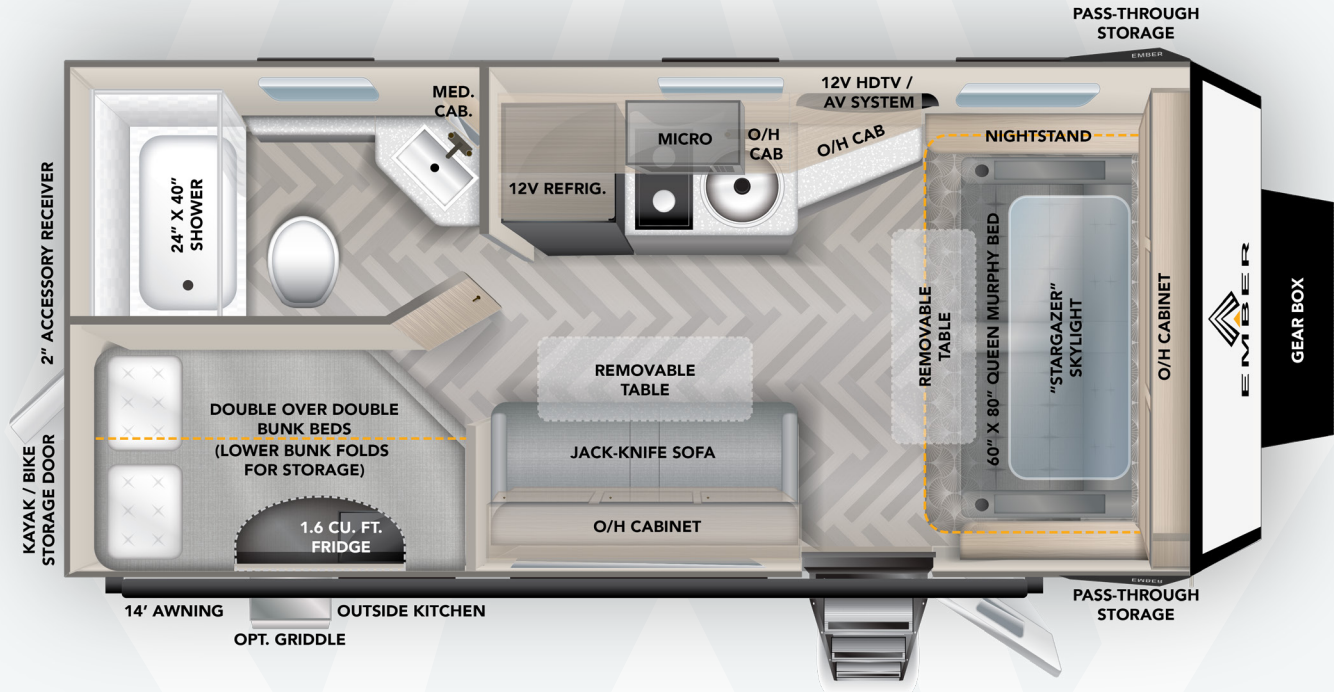 PASS-THROUGH
STORAGE
EMBER
MED.
CAB.
12V HDTV /
AV SYSTEM
MICRO
O/H
CAB
O/H CAB
NIGHTSTAND
12V REFRIG.
24" X 40"
SHOWER
2" ACCESSORY RECEIVER
REMOVABLE
TABLE
60" X 80" QUEEN MURPHY BED
"STARGAZER"
SKYLIGHT
O/H CABINET
EMBER
GEAR BOX
REMOVABLE
TABLE
DOUBLE OVER DOUBLE
BUNK BEDS
(LOWER BUNK FOLDS
FOR STORAGE)
JACK-KNIFE SOFA
KAYAK / BIKE
STORAGE DOOR
1.6 CU. FT.
FRIDGE
O/H CABINET
EMBER
PASS-THROUGH
STORAGE
14' AWNING
OUTSIDE KITCHEN
OPT. GRIDDLE